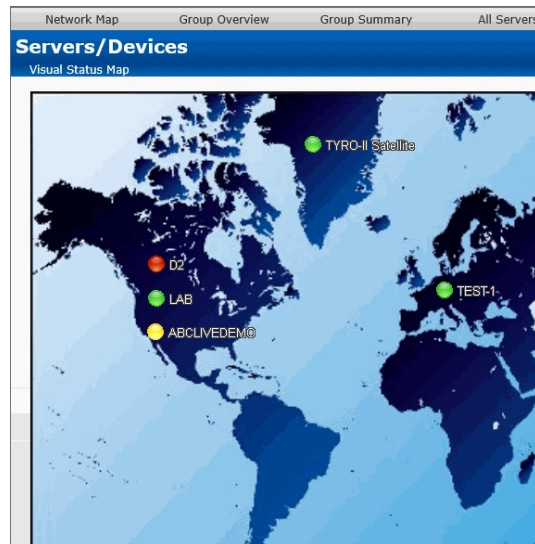 Network Map Group Overview Group Summary All Servers
Servers/Devices
Visual Status Map
TYRO-II Satellite
D2
TEST-1
LAB
ABCLIVEDEMO